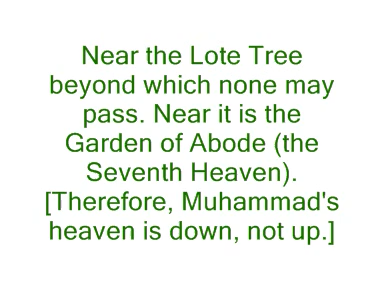 Near the Lote Tree
beyond which none may
pass. Near it is the
Garden of Abode (the
Seventh Heaven).
[Therefore, Muhammad's
heaven is down, not up.]